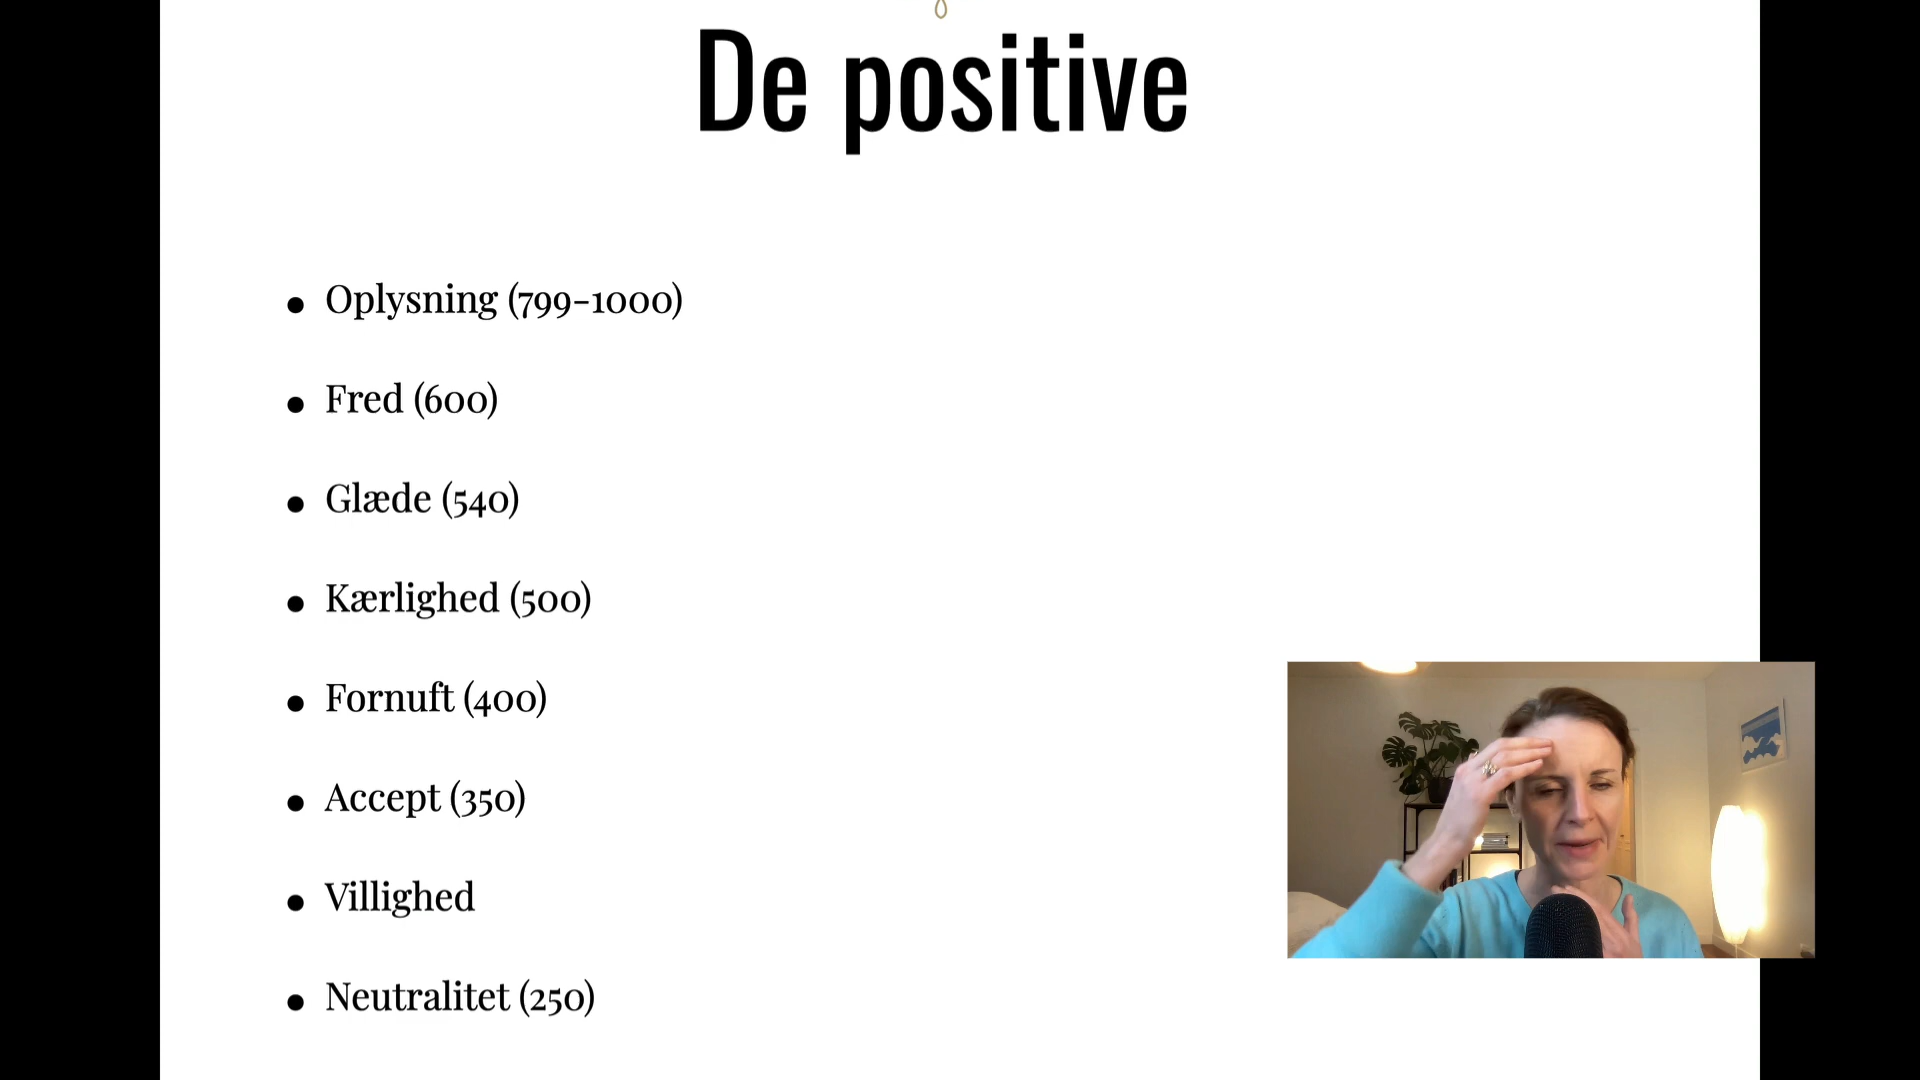 De positive
• Oplysning (799-1000)
• Fred (600)
• Glæde (540)
• Kærlighed (500)
• Fornuft (400)
• Accept (350)
• Villighed
• Neutralitet (250)